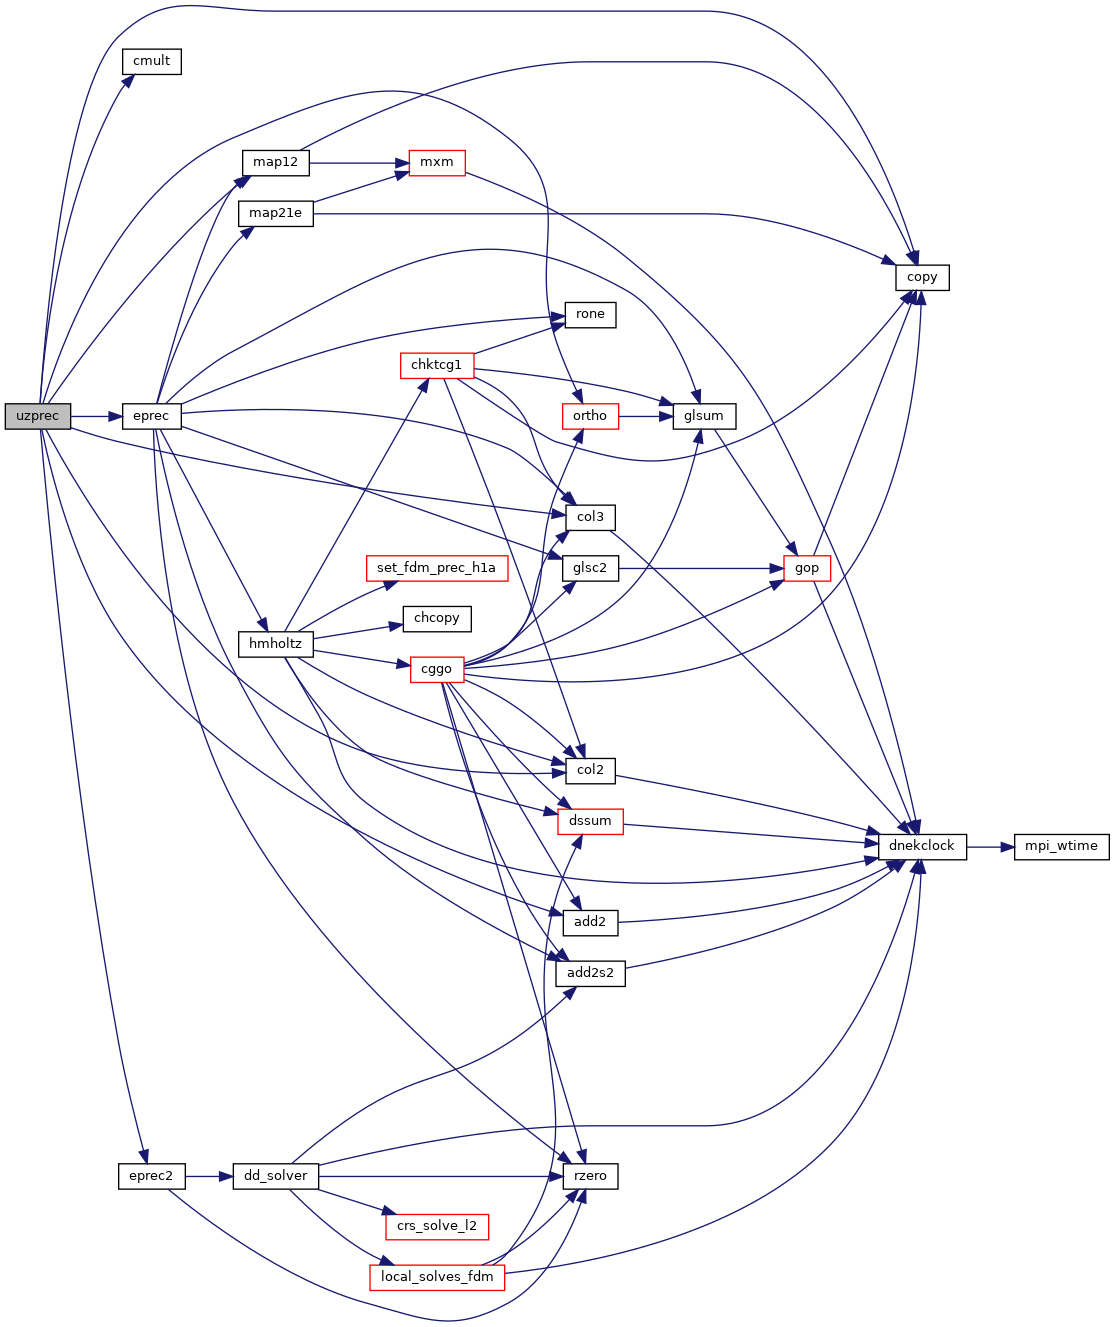 cmult
map12
mxm
map21e
copy
rone
chktcg1
uzprec
eprec
ortho
glsum
col3
set_fdm_prec_h1a
glsc2
gop
chcopy
hmholtz
cggo
col2
dssum
dnekclock
mpi_wtime
add2
add2s2
eprec2
dd_solver
rzero
crs_solve_l2
local_solves_fdm